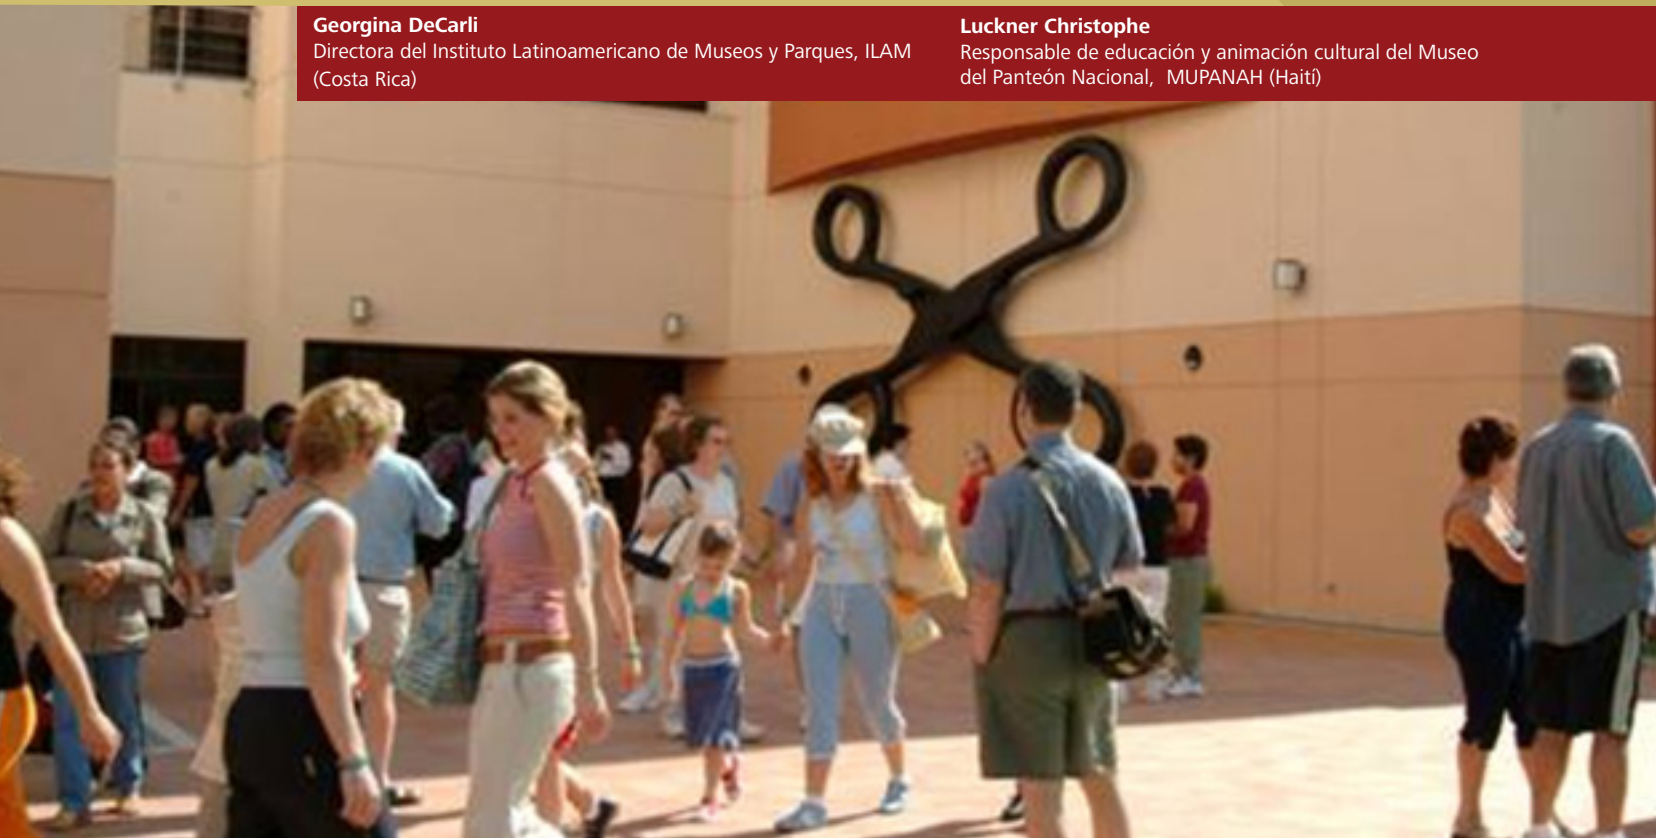 Georgina DeCarli
Directora del Instituto Latinoamericano de Museos y Parques, ILAM
(Costa Rica)
Luckner Christophe
Responsable de educación y animación cultural del Museo
del Panteón Nacional, MUPANAH (Haití)